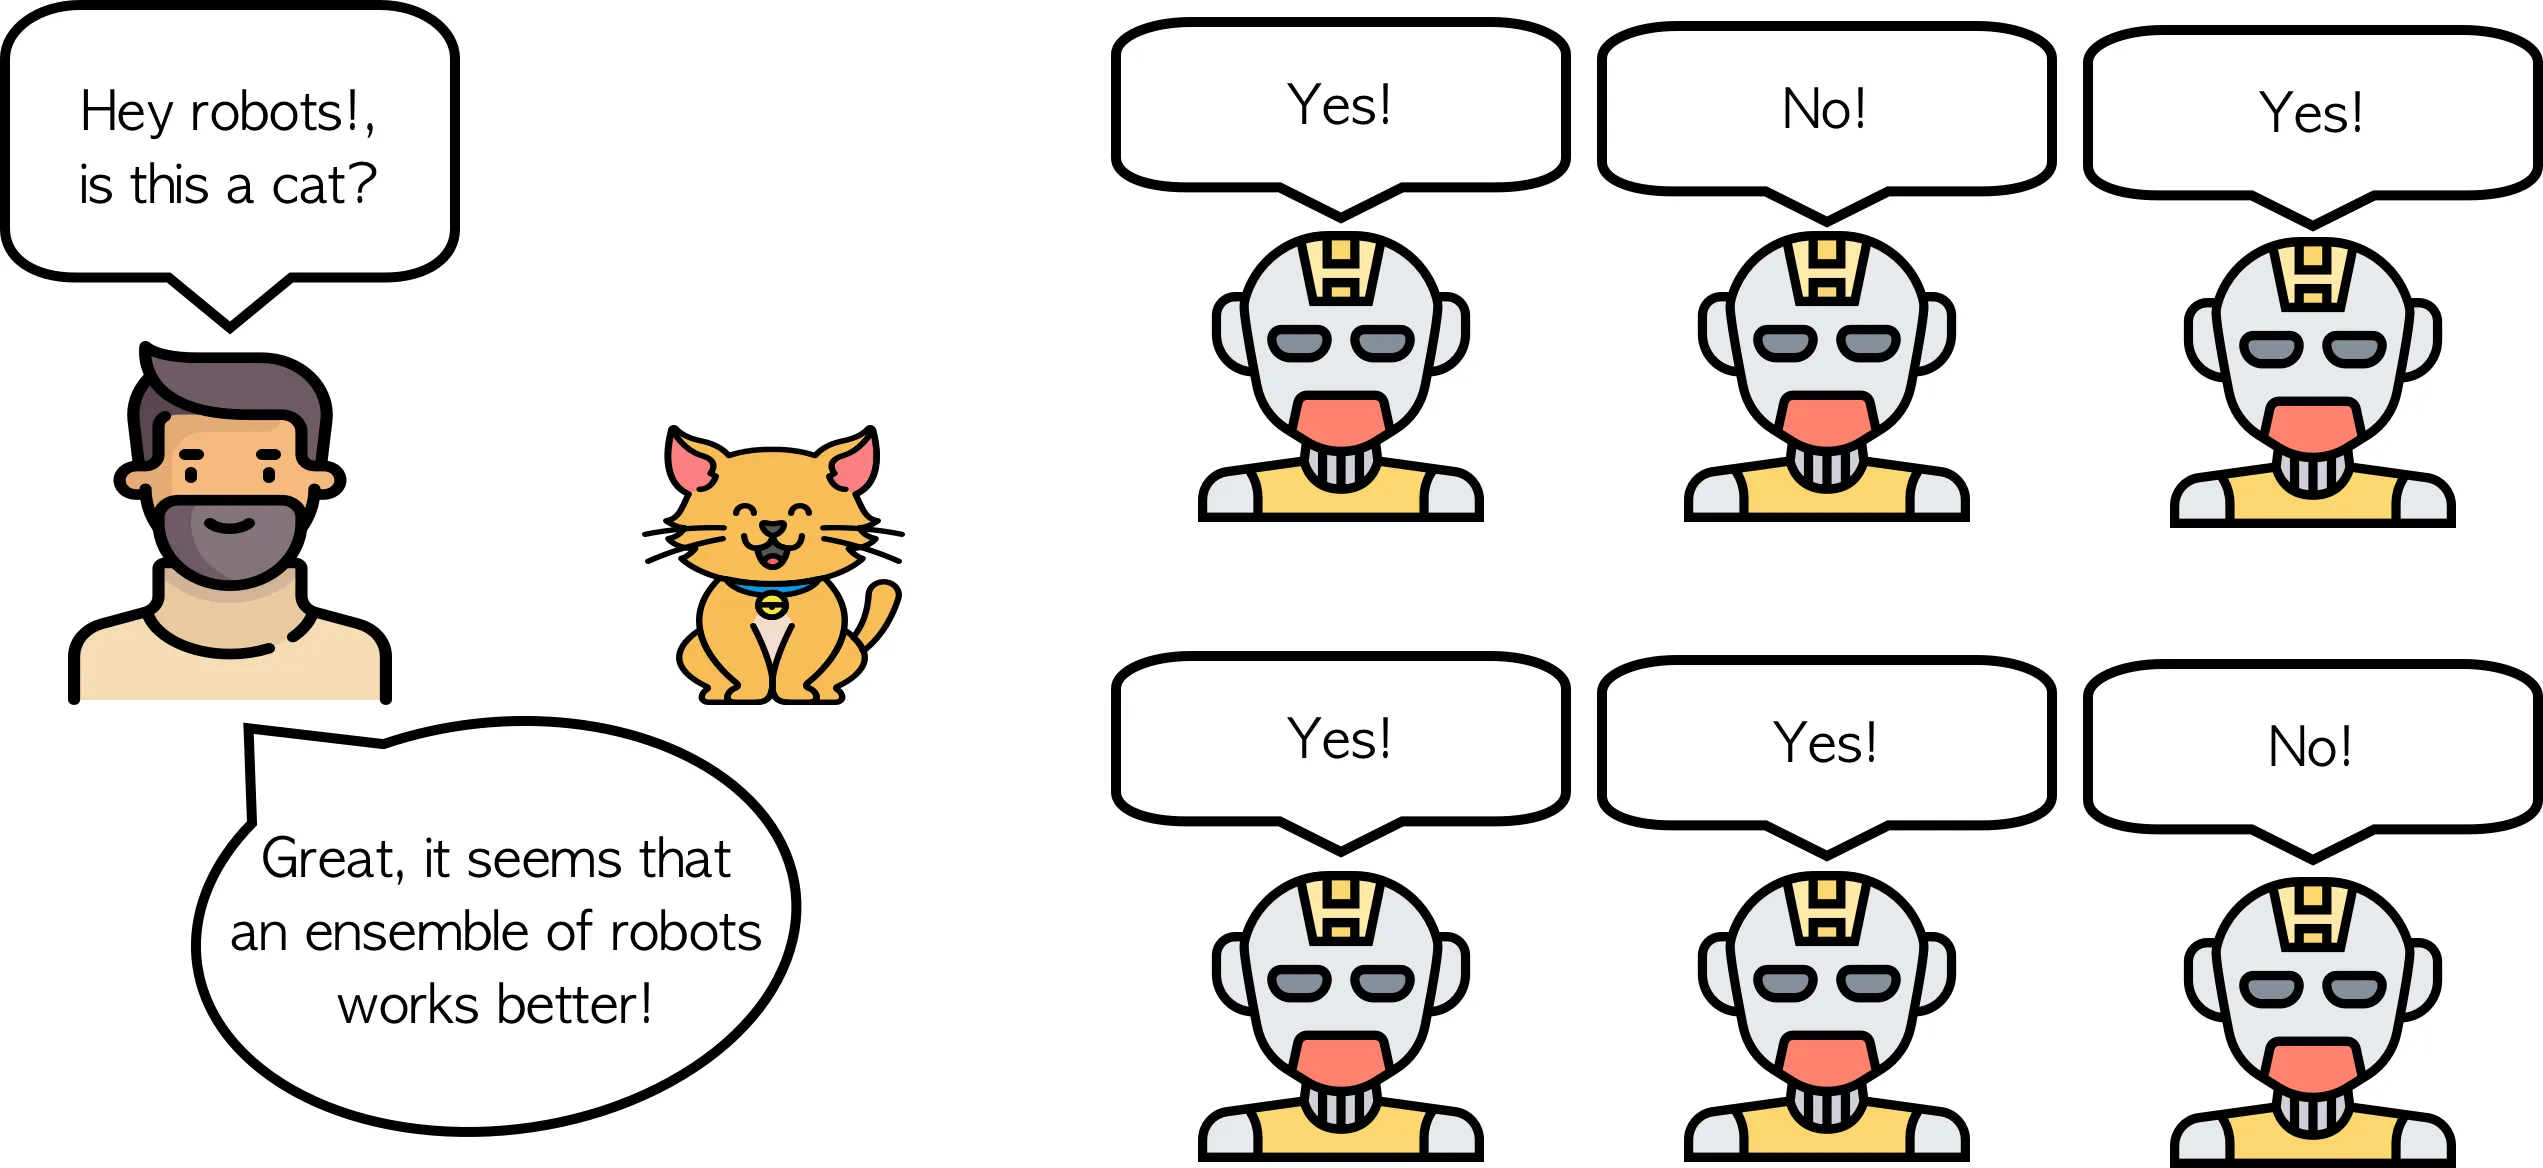 Hey robots!,
is this a cat?
Yes!
No!
Yes!
Great, it seems that
an ensemble of robots
works better!
Yes!
Yes!
No!